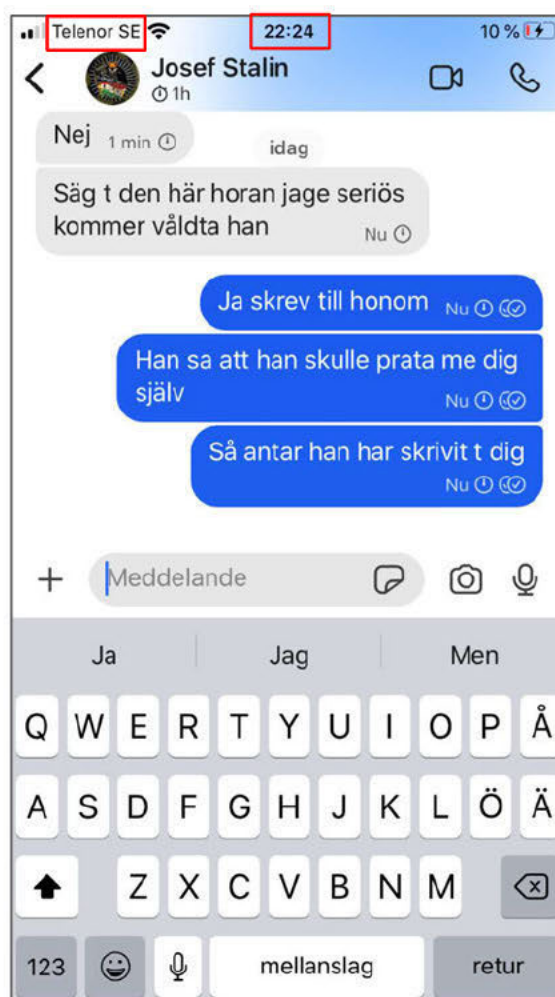 Telenor SE 22:24 10 %
Josef Stalin
1h
Nej 1 min
idag
Säg t den här horan jage seriös
kommer våldta han Nu
Ja skrev till honom Nu
Han sa att han skulle prata me dig
själv Nu
Så antar han har skrivit t dig
Nu
Meddelande
Ja Jag Men
Q W E R T Y U I O P Å
A S D F G H J K L Ö Ä
Z X C V B N M
123 mellanslag retur